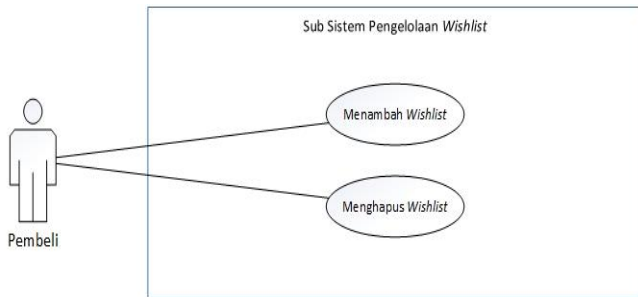 Sub Sistem Pengelolaan Wishlist
Menambah Wishlist
Menghapus Wishlist
Pembeli